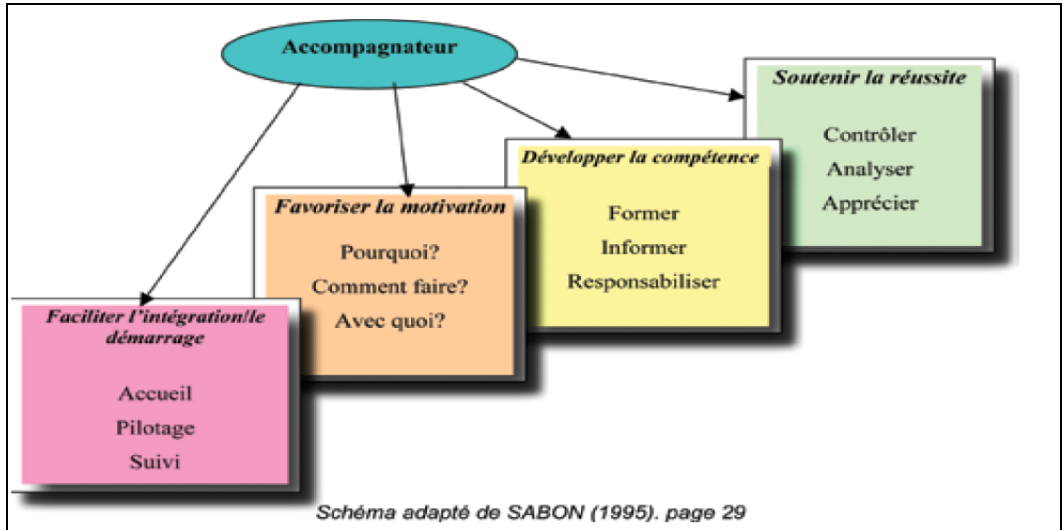 Accompagnateur
Faciliter l'intégration/le
démarrage
Accueil
Pilotage
Suivi
Favoriser la motivation
Pourquoi?
Comment faire?
Avec quoi?
Développer la compétence
Former
Informer
Responsabiliser
Soutenir la réussite
Contrôler
Analyser
Apprécier
Schéma adapté de SABON (1995). page 29